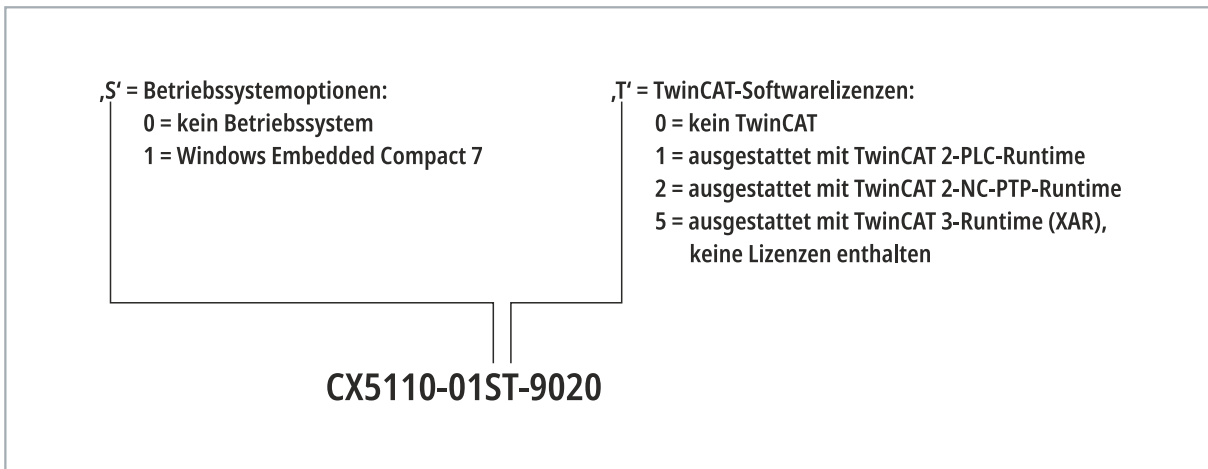 ‚S‘ = Betriebssystemoptionen:
0 = kein Betriebssystem
1 = Windows Embedded Compact 7
‚T‘ = TwinCAT-Softwarelizenzen:
0 = kein TwinCAT
1 = ausgestattet mit TwinCAT 2-PLC-Runtime
2 = ausgestattet mit TwinCAT 2-NC-PTP-Runtime
5 = ausgestattet mit TwinCAT 3-Runtime (XAR),
keine Lizenzen enthalten
CX5110-01ST-9020